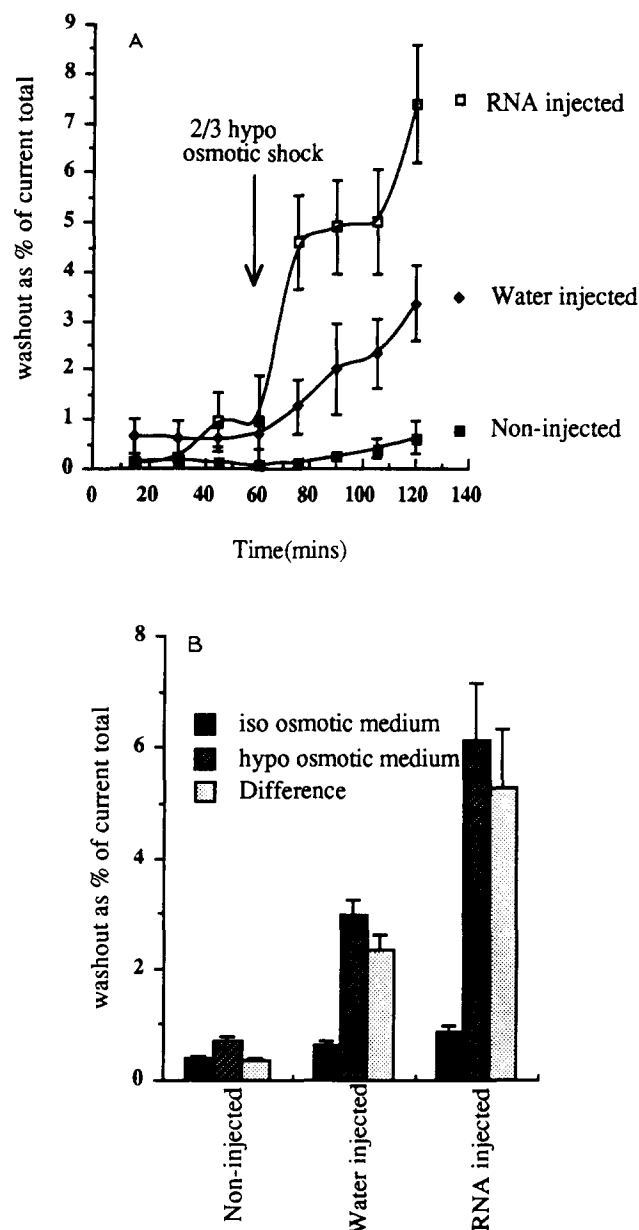 A
washout as % of current total
9
8
7
6
5
4
3
2
1
0
2/3 hypo
osmotic shock
RNA injected
Water injected
Non-injected
0 20 40 60 80 100 120 140
Time(mins)
B
washout as % of current total
8
6
4
2
0
iso osmotic medium
hypo osmotic medium
Difference
Non-injected
Water injected
RNA injected